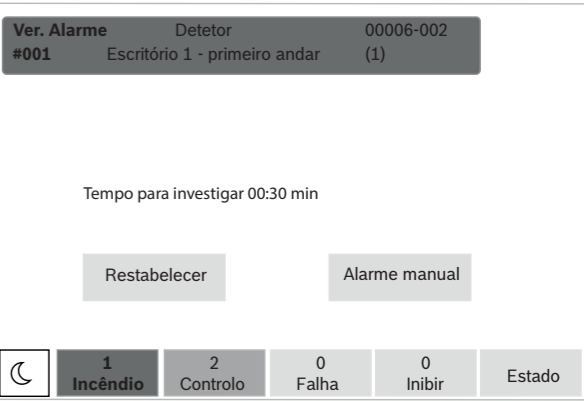 Ver. Alarme Detetor 00006-002
#001 Escritório 1 - primeiro andar (1)
Tempo para investigar 00:30 min
Restabelecer Alarme manual
1 2 0 0
Incêndio Controlo Falha Inibir Estado